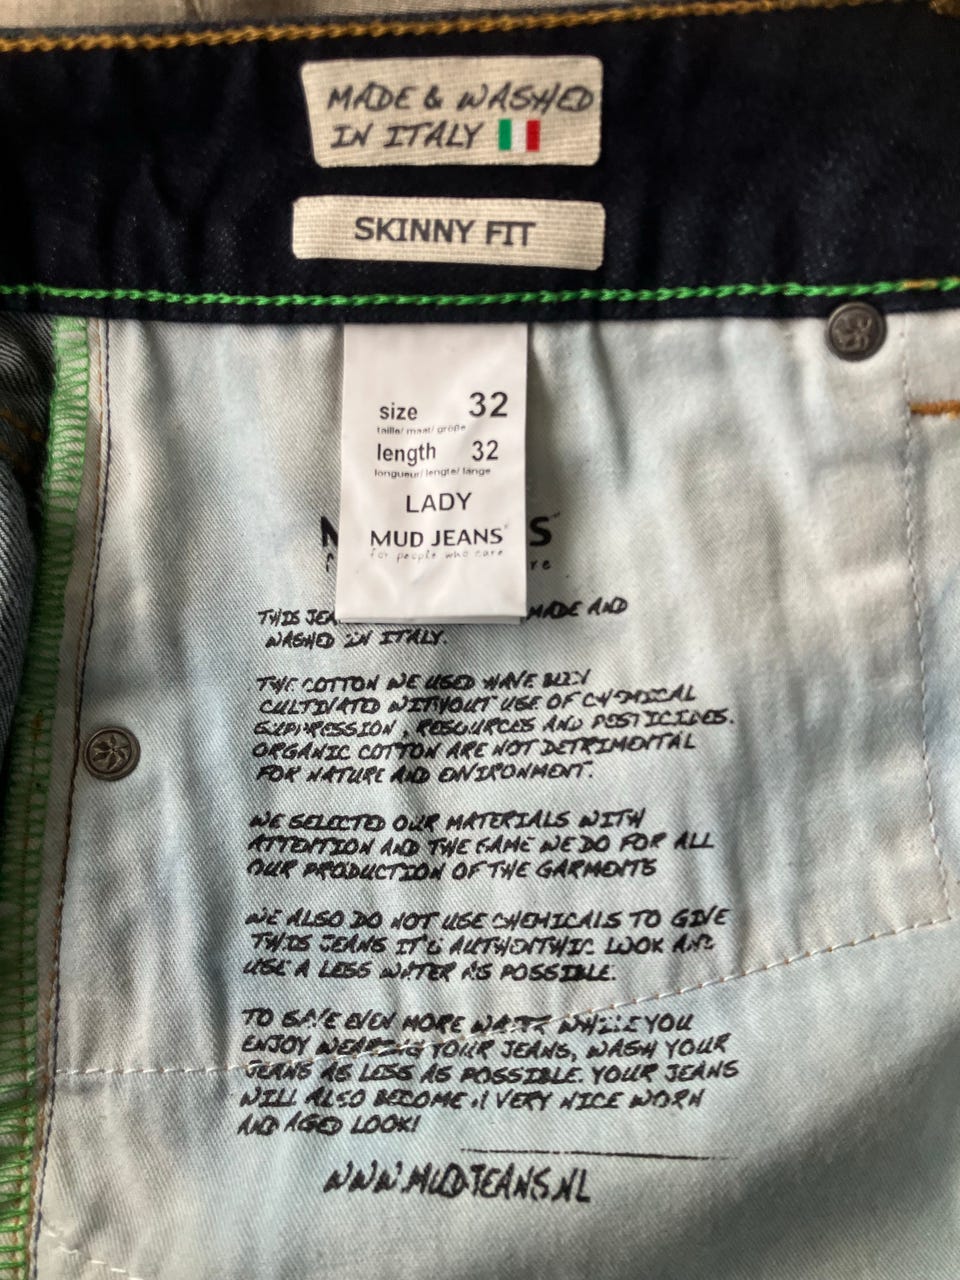 MADE & WASHED
IN ITALY
SKINNY FIT
size 32
taille/ maat/ größe
length 32
longueur/ lengte/ länge
LADY
MUD JEANS
for people who care
S
re
THIS JEA MADE AND
WASHED IN ITALY.
THE COTTON WE USED HAVE BEEN
CULTIVATED WITHOUT USE OF CHEMICAL
RESOURCES AND PESTICIDES.
ORGANIC COTTON ARE NOT DETRIMENTAL
FOR NATURE AND ENVIRONMENT.
WE SELECTED OUR MATERIALS WITH
ATTENTION AND THE SAME WE DO FOR ALL
OUR PRODUCTION OF THE GARMENTS
WE ALSO DO NOT USE CHEMICALS TO GIVE
THIS JEANS IT'S AUTHENTHIC LOOK AND
USE A LESS WATER AS POSSIBLE.
TO SAVE EVEN MORE WATER WHILE YOU
ENJOY WEARING YOUR JEANS, WASH YOUR
JEANS AS LESS AS POSSIBLE. YOUR JEANS
WILL ALSO BECOME A VERY NICE WORN
AND AGED LOOK!
WWW.MUDJEANS.NL